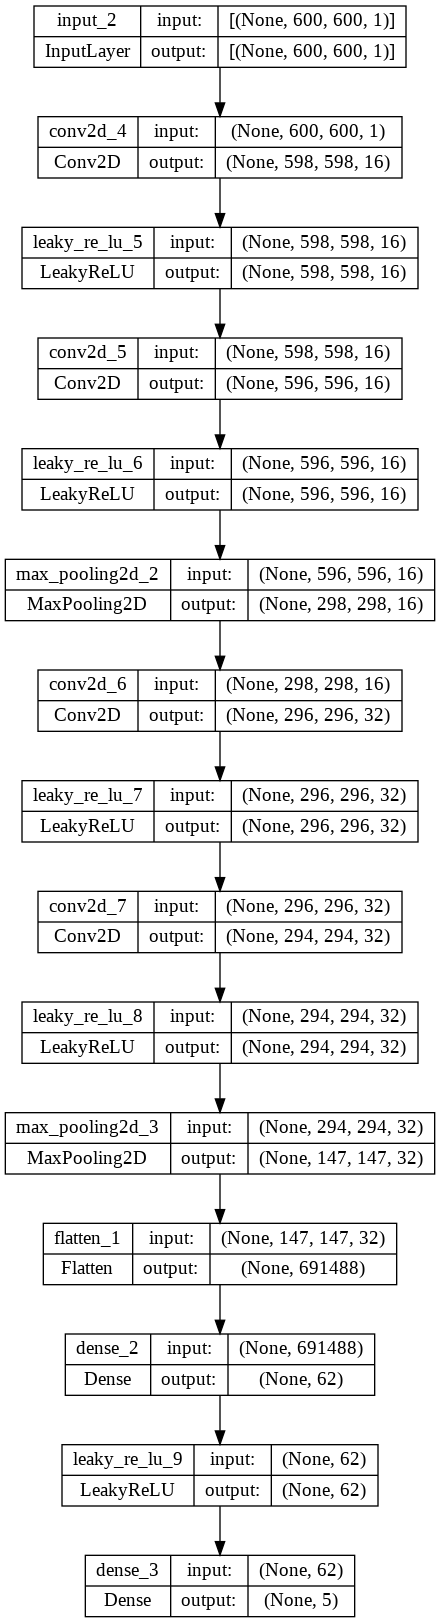 input_2 input: [(None, 600, 600, 1)]
InputLayer output: [(None, 600, 600, 1)]
conv2d_4 input: (None, 600, 600, 1)
Conv2D output: (None, 598, 598, 16)
leaky_re_lu_5 input: (None, 598, 598, 16)
LeakyReLU output: (None, 598, 598, 16)
conv2d_5 input: (None, 598, 598, 16)
Conv2D output: (None, 596, 596, 16)
leaky_re_lu_6 input: (None, 596, 596, 16)
LeakyReLU output: (None, 596, 596, 16)
max_pooling2d_2 input: (None, 596, 596, 16)
MaxPooling2D output: (None, 298, 298, 16)
conv2d_6 input: (None, 298, 298, 16)
Conv2D output: (None, 296, 296, 32)
leaky_re_lu_7 input: (None, 296, 296, 32)
LeakyReLU output: (None, 296, 296, 32)
conv2d_7 input: (None, 296, 296, 32)
Conv2D output: (None, 294, 294, 32)
leaky_re_lu_8 input: (None, 294, 294, 32)
LeakyReLU output: (None, 294, 294, 32)
max_pooling2d_3 input: (None, 294, 294, 32)
MaxPooling2D output: (None, 147, 147, 32)
flatten_1 input: (None, 147, 147, 32)
Flatten output: (None, 691488)
dense_2 input: (None, 691488)
Dense output: (None, 62)
leaky_re_lu_9 input: (None, 62)
LeakyReLU output: (None, 62)
dense_3 input: (None, 62)
Dense output: (None, 5)